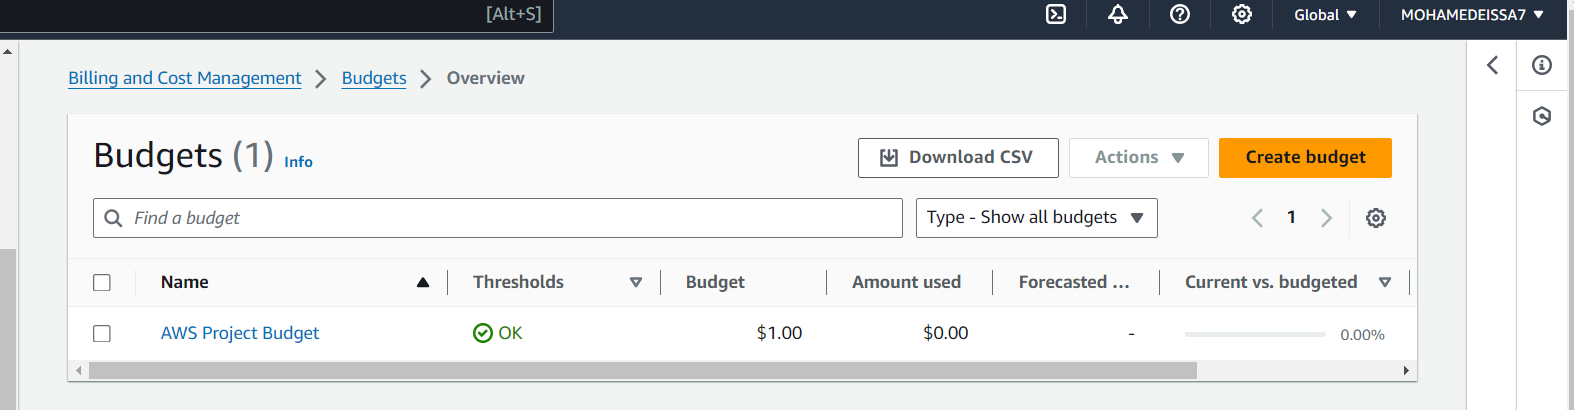 [Alt+S] Global MOHAMEDEISSA7
Billing and Cost Management Budgets Overview
Budgets (1) Info Download CSV Actions Create budget
Find a budget Type - Show all budgets 1
Name Thresholds Budget Amount used Forecasted ... Current vs. budgeted
AWS Project Budget OK $1.00 $0.00 - 0.00%